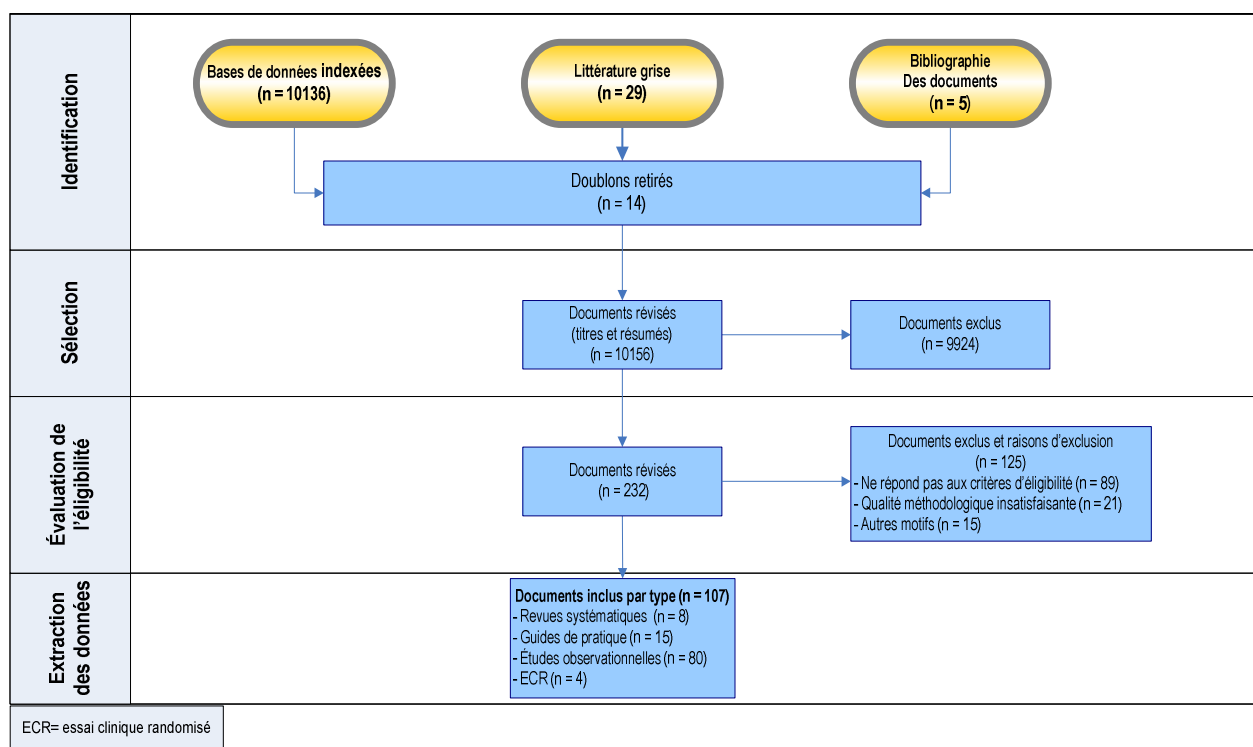 Identification
Bases de données indexées
(n = 10136)
Littérature grise
(n = 29)
Bibliographie
Des documents
(n = 5)
Doublons retirés
(n = 14)
Sélection
Documents révisés
(titres et résumés)
(n = 10156)
Documents exclus
(n = 9924)
Évaluation de
l'éligibilité
Documents révisés
(n = 232)
Documents exclus et raisons d'exclusion
(n = 125)
- Ne répond pas aux critères d'éligibilité (n = 89)
- Qualité méthodologique insatisfaisante (n = 21)
- Autres motifs (n = 15)
Extraction
des données
Documents inclus par type (n = 107)
- Revues systématiques (n = 8)
- Guides de pratique (n = 15)
- Études observationnelles (n = 80)
- ECR (n = 4)
ECR= essai clinique randomisé